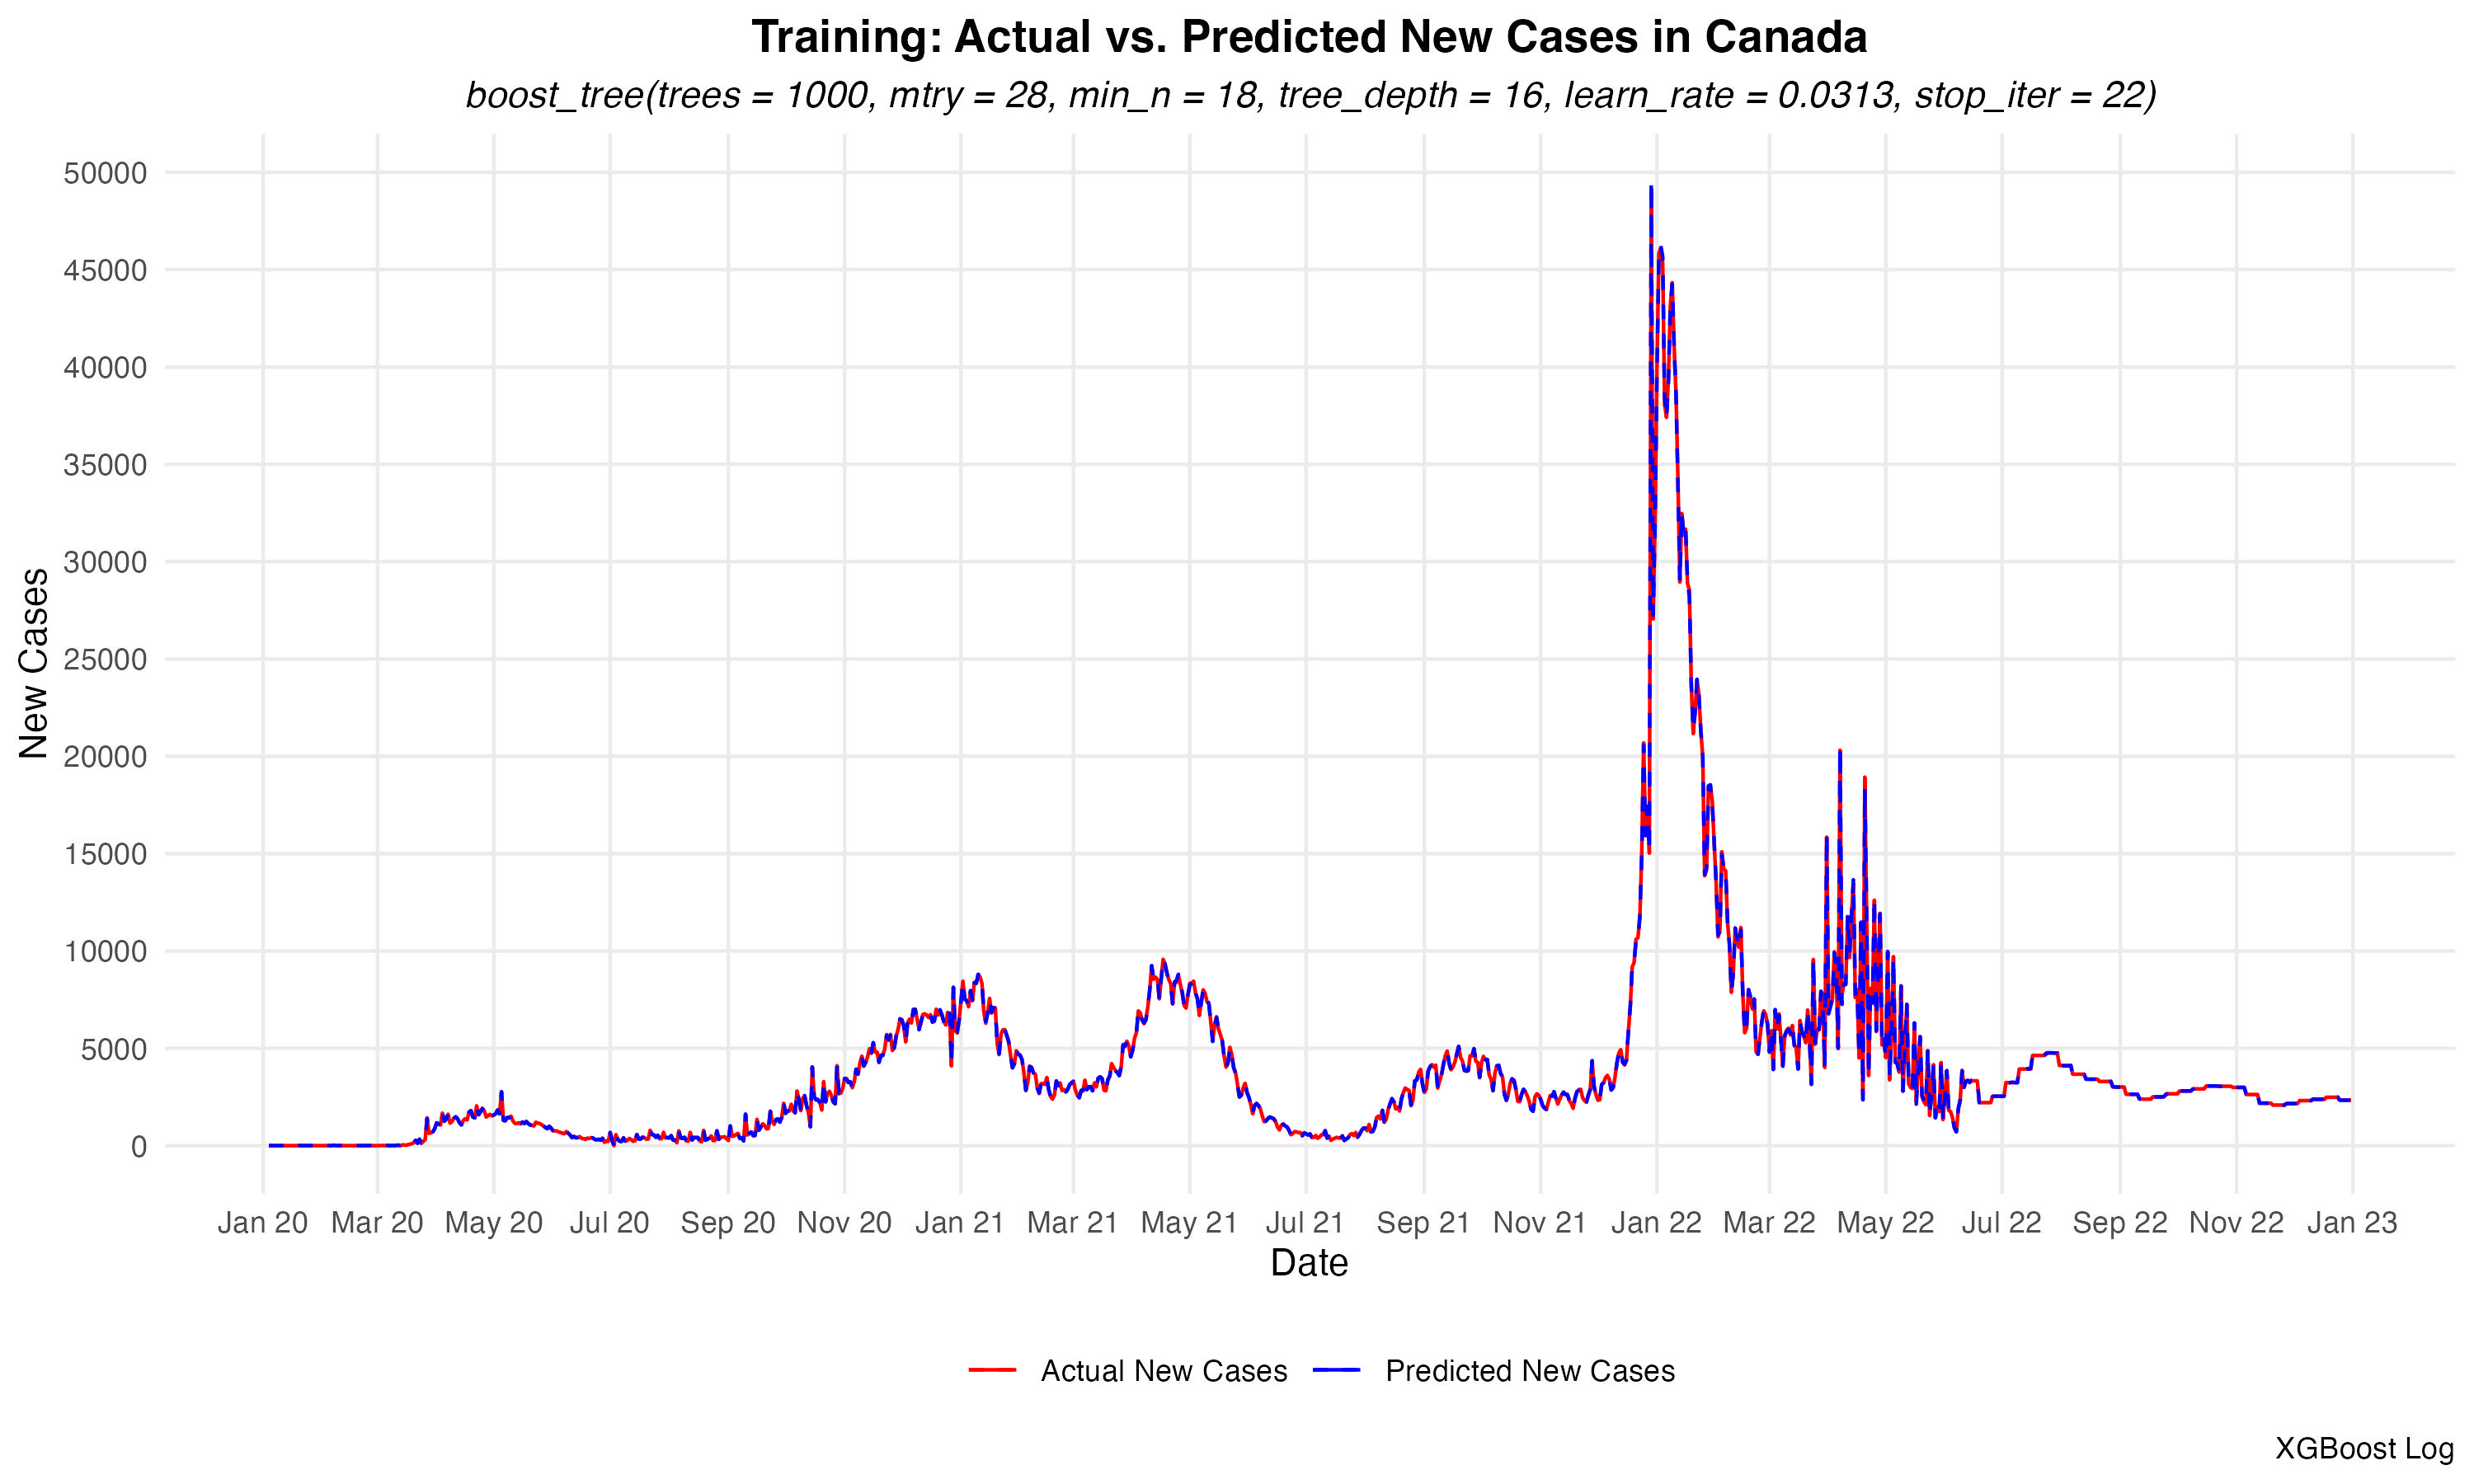 Training: Actual vs. Predicted New Cases in Canada
boost_tree(trees = 1000, mtry = 28, min_n = 18, tree_depth = 16, learn_rate = 0.0313, stop_iter = 22)
New Cases
50000
45000
40000
35000
30000
25000
20000
15000
10000
5000
0
Jan 20 Mar 20 May 20 Jul 20 Sep 20 Nov 20 Jan 21 Mar 21 May 21 Jul 21 Sep 21 Nov 21 Jan 22 Mar 22 May 22 Jul 22 Sep 22 Nov 22 Jan 23
Date
Actual New Cases Predicted New Cases
XGBoost Log